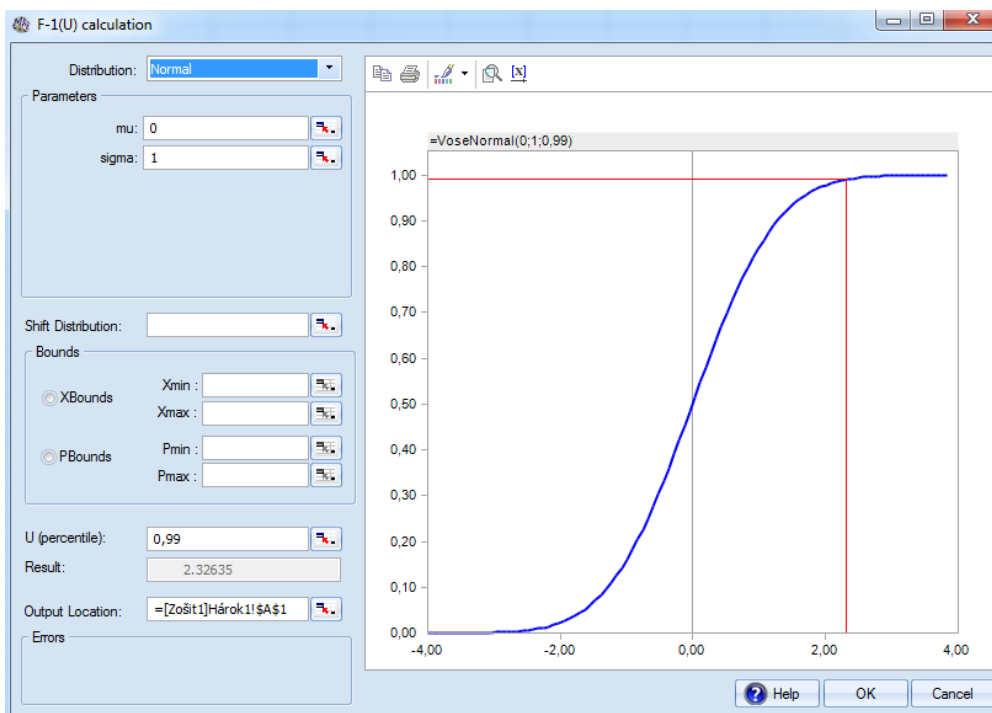 F-1(U) calculation
Distribution: Normal
Parameters
mu: 0
sigma: 1
Shift Distribution:
Bounds
XBounds
Xmin :
Xmax :
PBounds
Pmin :
Pmax :
U (percentile): 0,99
Result: 2.32635
Output Location: =[Zošit1]Hárok1!$A$1
Errors
[x]
=VoseNormal(0;1;0,99)
1,00
0,90
0,80
0,70
0,60
0,50
0,40
0,30
0,20
0,10
0,00
-4,00 -2,00 0,00 2,00 4,00
Help OK Cancel